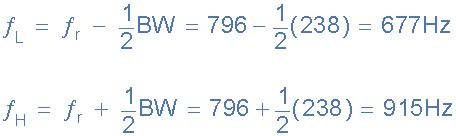 f_L = f_r − 1/2 BW = 796 − 1/2 (238) = 677Hz
f_H = f_r + 1/2 BW = 796 + 1/2 (238) = 915Hz